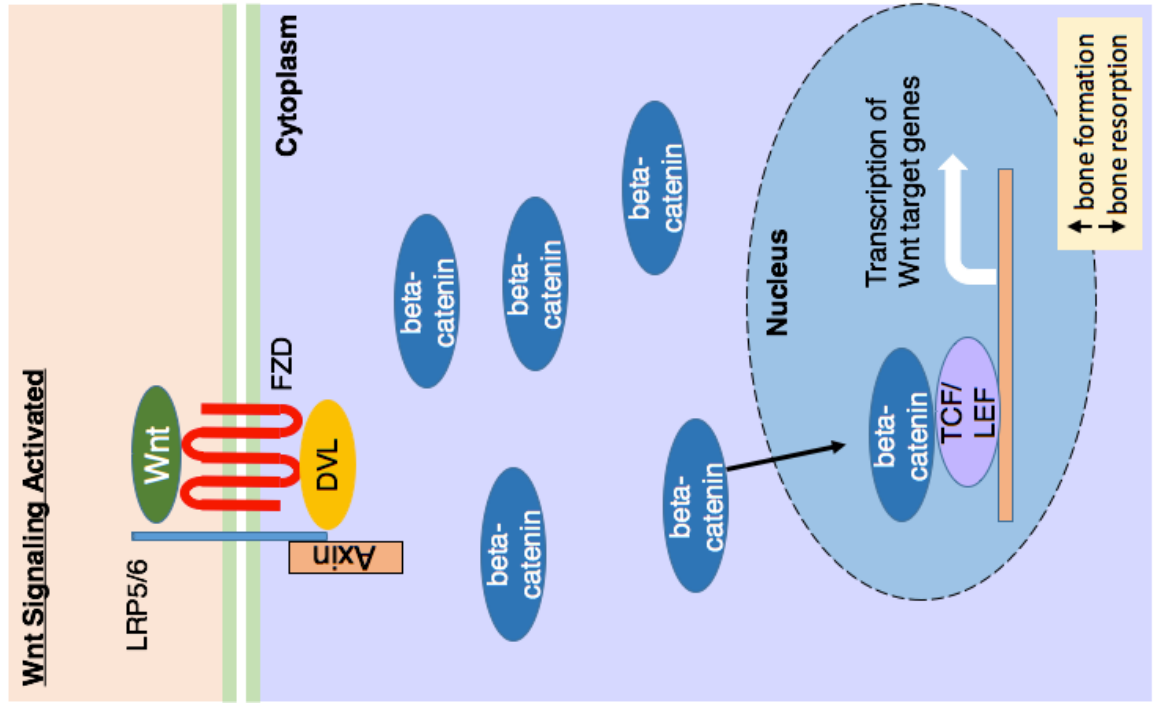 Wnt Signaling Activated
LRP5/6
Wnt
FZD
DVL
Axin
Cytoplasm
beta-
catenin
beta-
catenin
beta-
catenin
beta-
catenin
beta-
catenin
Nucleus
beta-
catenin
TCF/
LEF
Transcription of
Wnt target genes
↑ bone formation
↓ bone resorption